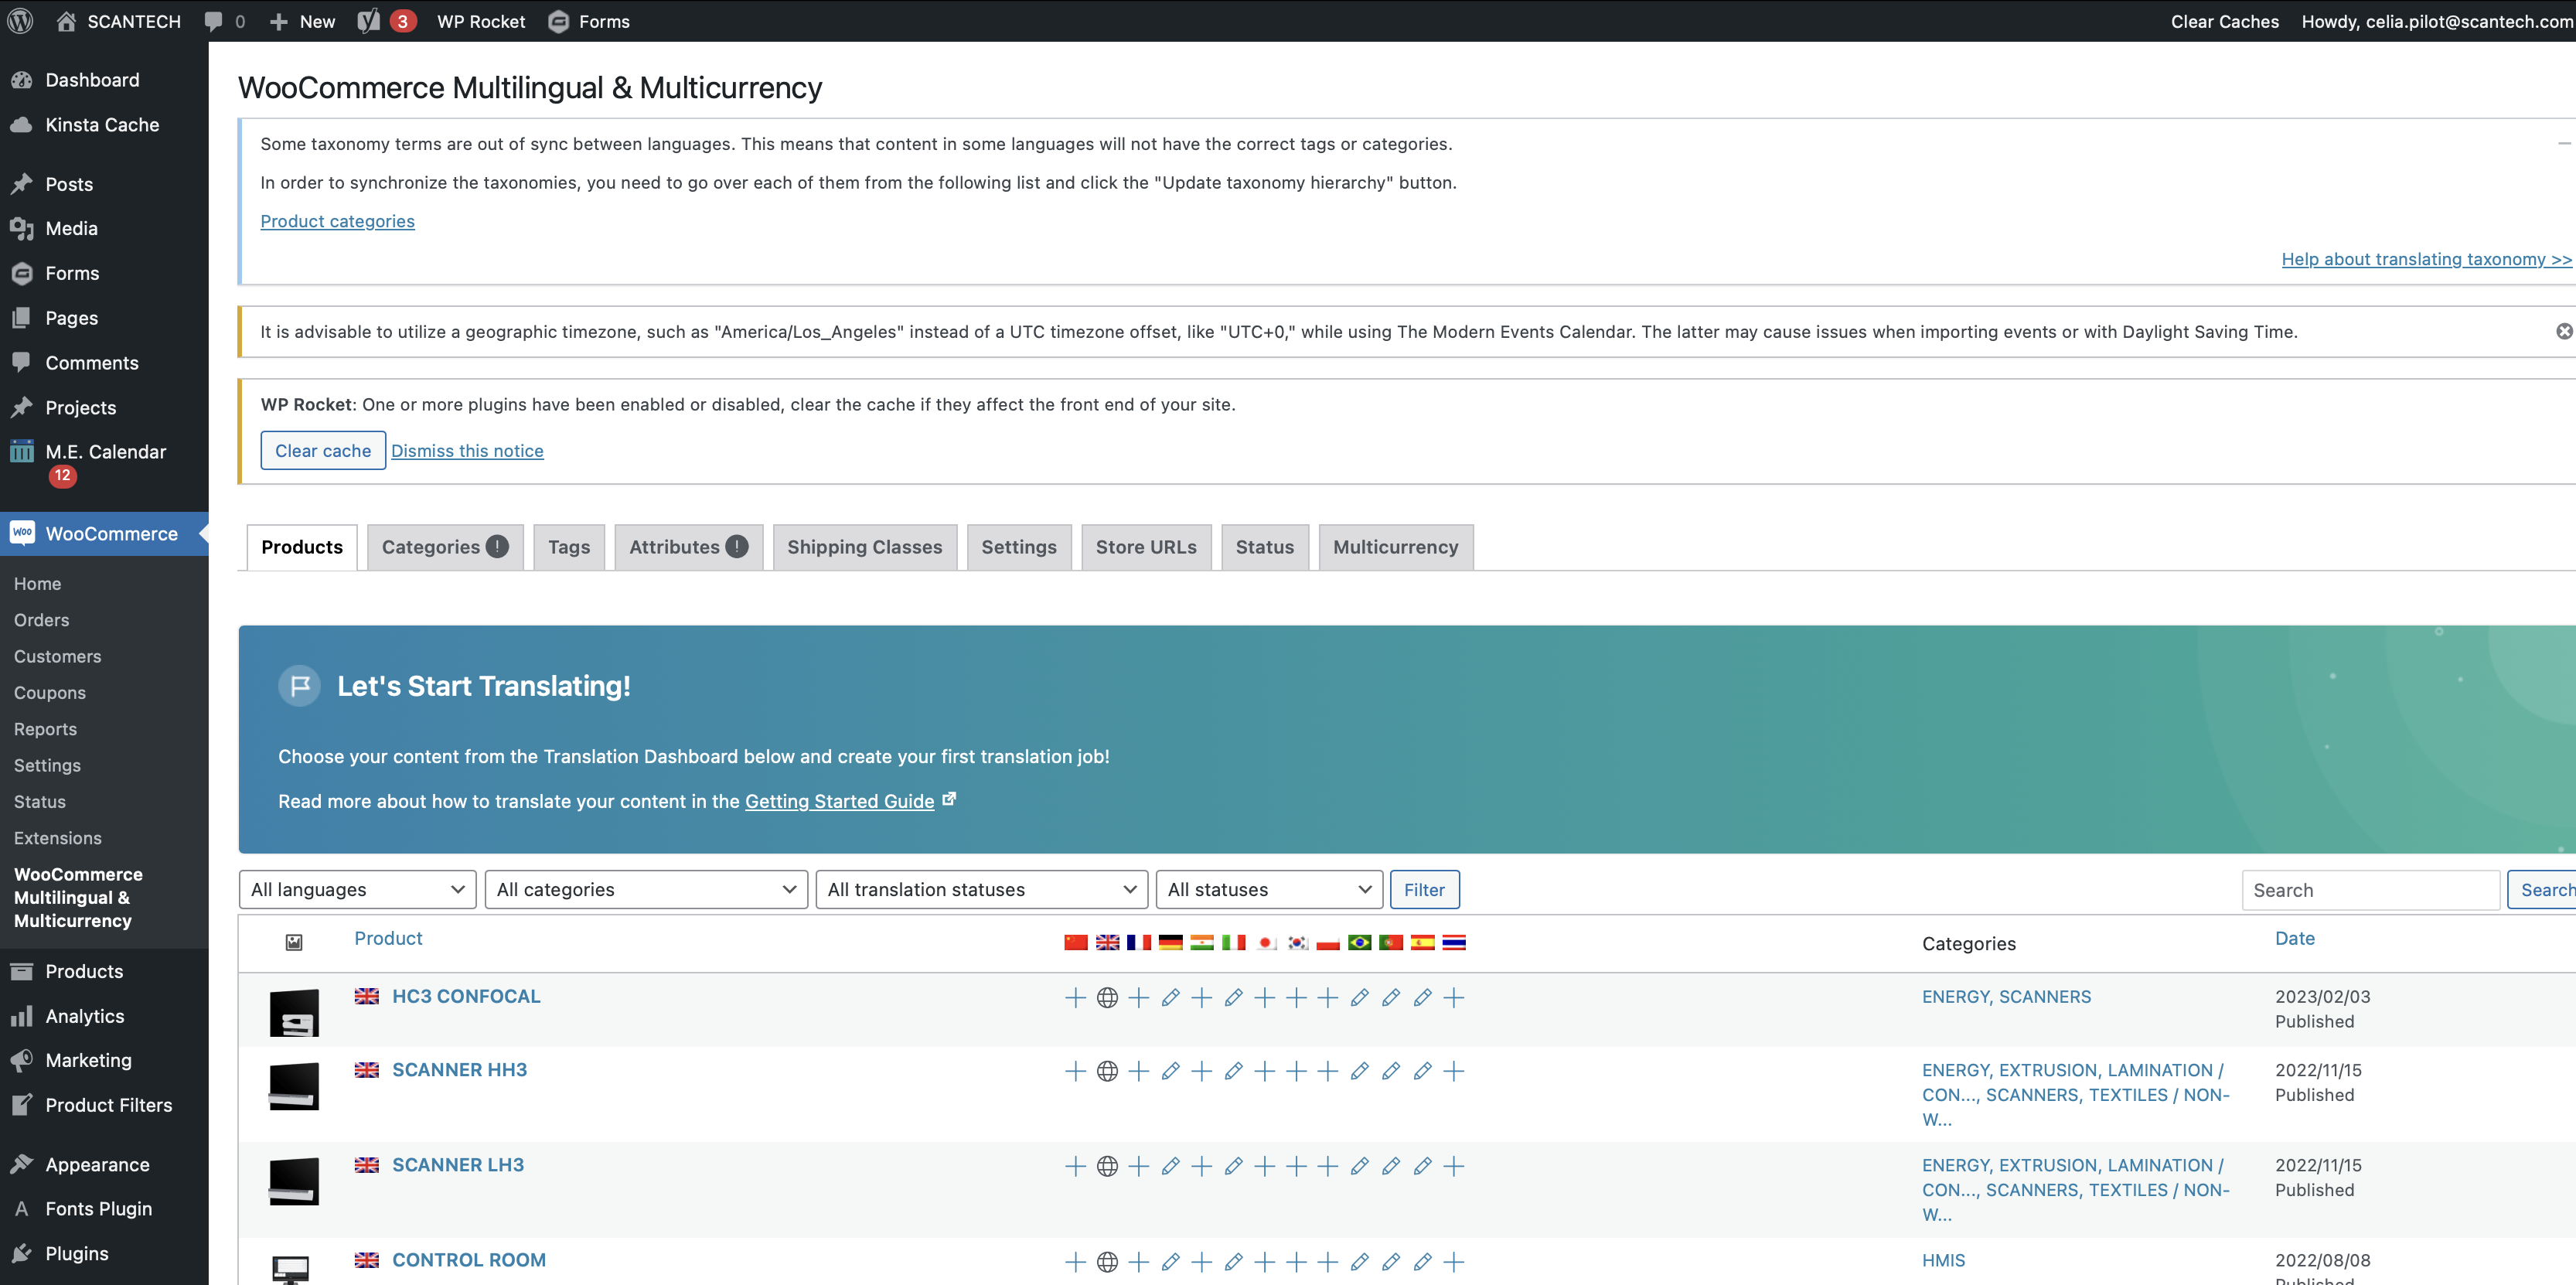 SCANTECH 0 New 3 WP Rocket Forms Clear Caches Howdy, celia.pilot@scantech.com
Dashboard
Kinsta Cache
Posts
Media
Forms
Pages
Comments
Projects
M.E. Calendar
12
WooCommerce
Home
Orders
Customers
Coupons
Reports
Settings
Status
Extensions
WooCommerce
Multilingual &
Multicurrency
Products
Analytics
Marketing
Product Filters
Appearance
Fonts Plugin
Plugins
WooCommerce Multilingual & Multicurrency
Some taxonomy terms are out of sync between languages. This means that content in some languages will not have the correct tags or categories.
In order to synchronize the taxonomies, you need to go over each of them from the following list and click the "Update taxonomy hierarchy" button.
Product categories
Help about translating taxonomy >>
It is advisable to utilize a geographic timezone, such as "America/Los_Angeles" instead of a UTC timezone offset, like "UTC+0," while using The Modern Events Calendar. The latter may cause issues when importing events or with Daylight Saving Time.
WP Rocket: One or more plugins have been enabled or disabled, clear the cache if they affect the front end of your site.
Clear cache Dismiss this notice
Products Categories ! Tags Attributes ! Shipping Classes Settings Store URLs Status Multicurrency
Let's Start Translating!
Choose your content from the Translation Dashboard below and create your first translation job!
Read more about how to translate your content in the Getting Started Guide
All languages All categories All translation statuses All statuses Filter Search Search
Product Categories Date
HC3 CONFOCAL ENERGY, SCANNERS 2023/02/03
Published
SCANNER HH3 ENERGY, EXTRUSION, LAMINATION / 2022/11/15
CON..., SCANNERS, TEXTILES / NON- Published
W...
SCANNER LH3 ENERGY, EXTRUSION, LAMINATION / 2022/11/15
CON..., SCANNERS, TEXTILES / NON- Published
W...
CONTROL ROOM HMIS 2022/08/08
Published